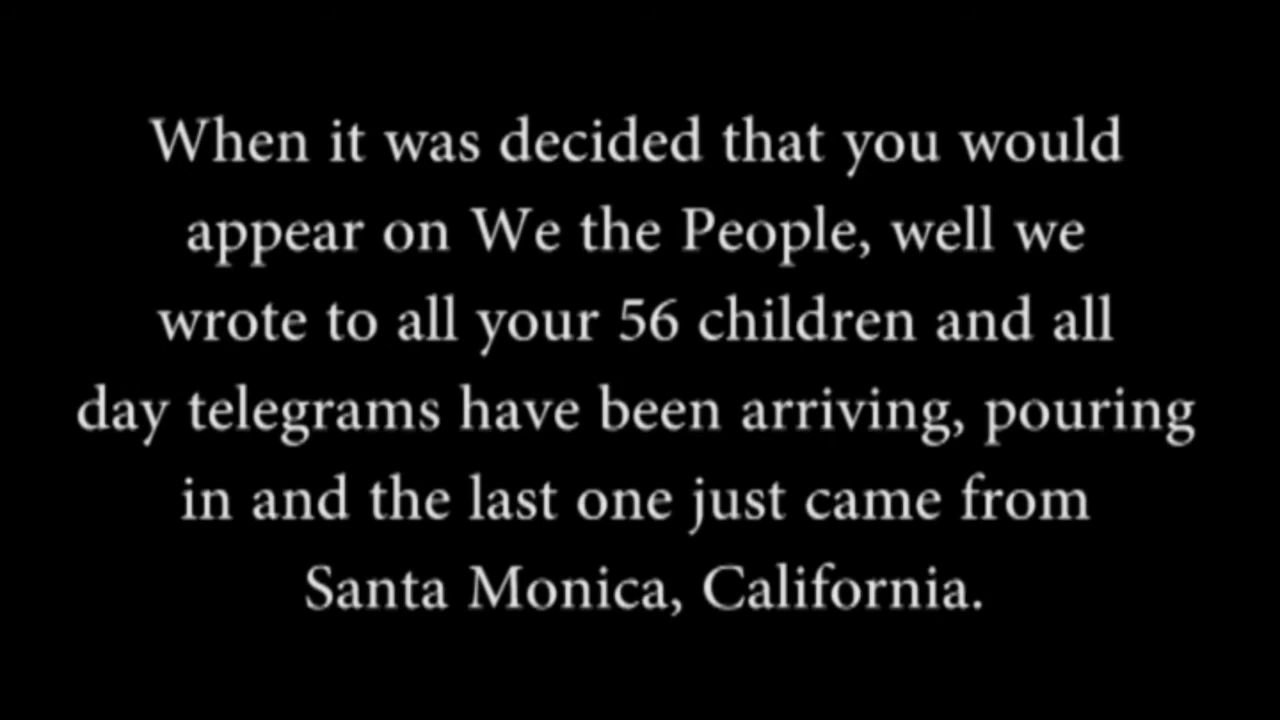 When it was decided that you would
appear on We the People, well we
wrote to all your 56 children and all
day telegrams have been arriving, pouring
in and the last one just came from
Santa Monica, California.